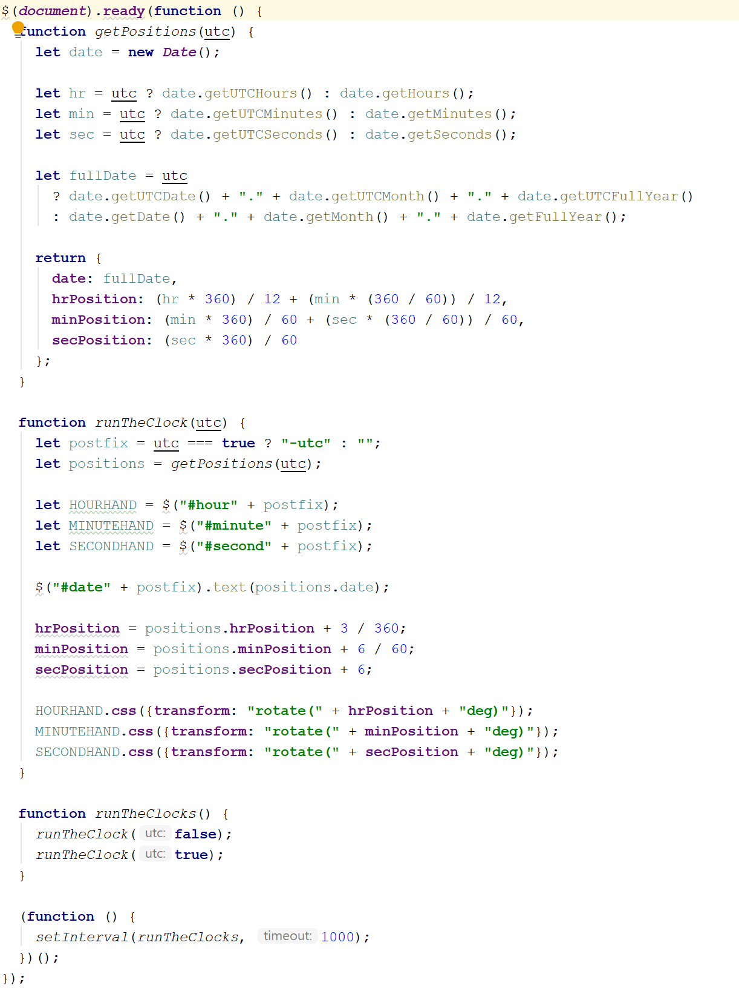 $(document).ready(function () {
function getPositions(utc) {
let date = new Date();
let hr = utc ? date.getUTCHours() : date.getHours();
let min = utc ? date.getUTCMinutes() : date.getMinutes();
let sec = utc ? date.getUTCSeconds() : date.getSeconds();
let fullDate = utc
? date.getUTCDate() + "." + date.getUTCMonth() + "." + date.getUTCFullYear()
: date.getDate() + "." + date.getMonth() + "." + date.getFullYear();
return {
date: fullDate,
hrPosition: (hr * 360) / 12 + (min * (360 / 60)) / 12,
minPosition: (min * 360) / 60 + (sec * (360 / 60)) / 60,
secPosition: (sec * 360) / 60
};
}
function runTheClock(utc) {
let postfix = utc === true ? "-utc" : "";
let positions = getPositions(utc);
let HOURHAND = $("#hour" + postfix);
let MINUTEHAND = $("#minute" + postfix);
let SECONDHAND = $("#second" + postfix);
$("#date" + postfix).text(positions.date);
hrPosition = positions.hrPosition + 3 / 360;
minPosition = positions.minPosition + 6 / 60;
secPosition = positions.secPosition + 6;
HOURHAND.css({transform: "rotate(" + hrPosition + "deg)"});
MINUTEHAND.css({transform: "rotate(" + minPosition + "deg)"});
SECONDHAND.css({transform: "rotate(" + secPosition + "deg)"});
}
function runTheClocks() {
runTheClock( utc: false);
runTheClock( utc: true);
}
(function () {
setInterval(runTheClocks, timeout: 1000);
})();
});